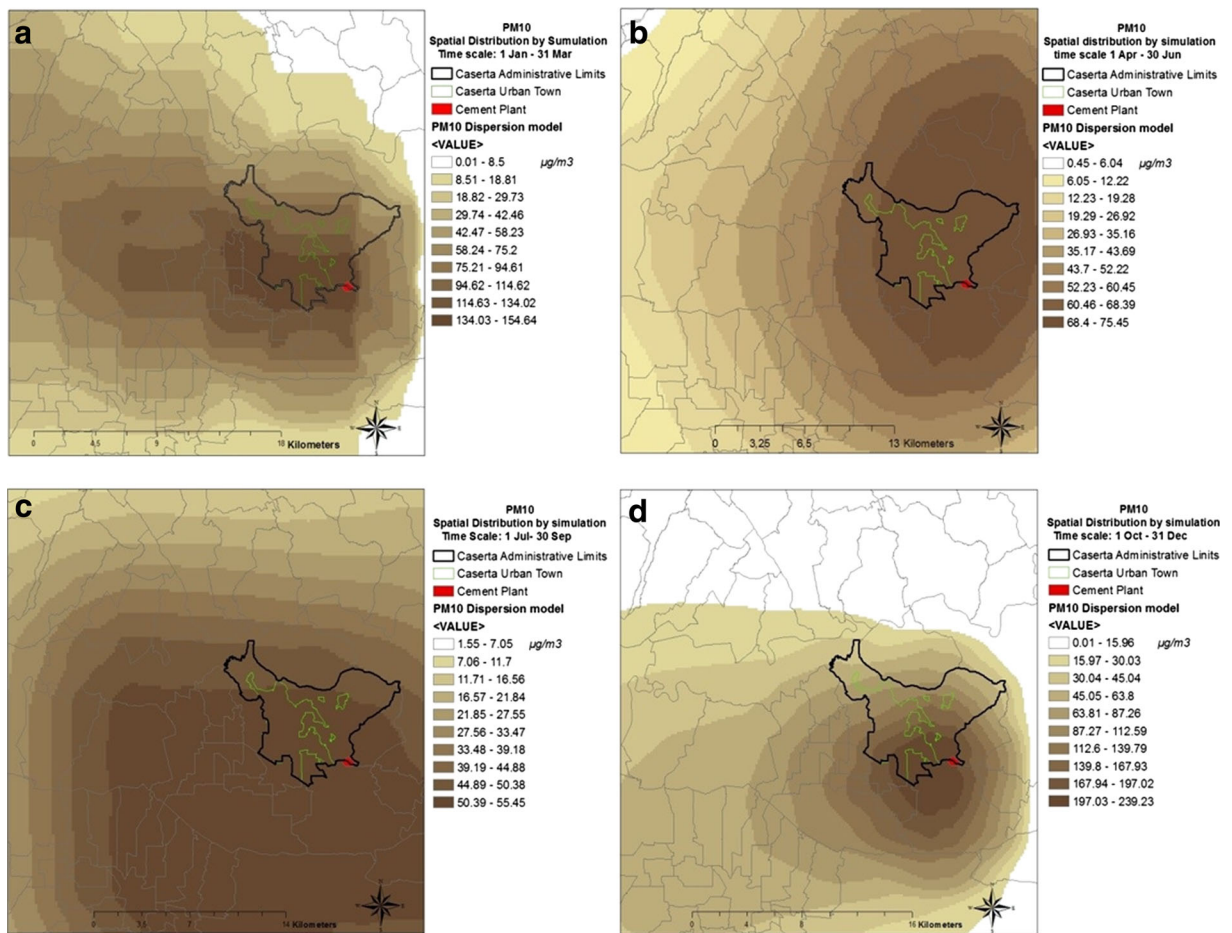 a
PM10
Spatial Distribution by Sumulation
Time scale: 1 Jan - 31 Mar
Caserta Administrative Limits
Caserta Urban Town
Cement Plant
PM10 Dispersion model
<VALUE>
0.01 - 8.5 µg/m3
8.51 - 18.81
18.82 - 29.73
29.74 - 42.46
42.47 - 58.23
58.24 - 75.2
75.21 - 94.61
94.62 - 114.62
114.63 - 134.02
134.03 - 154.64
0 4,5 9 18 Kilometers
b
PM10
Spatial distribution by simulation
time scale 1 Apr - 30 Jun
Caserta Administrative Limits
Caserta Urban Town
Cement Plant
PM10 Dispersion model
<VALUE>
0.45 - 6.04 µg/m3
6.05 - 12.22
12.23 - 19.28
19.29 - 26.92
26.93 - 35.16
35.17 - 43.69
43.7 - 52.22
52.23 - 60.45
60.46 - 68.39
68.4 - 75.45
0 3,25 6,5 13 Kilometers
c
PM10
Spatial Distribution by simulation
Time Scale: 1 Jul- 30 Sep
Caserta Administrative Limits
Caserta Urban Town
Cement Plant
PM10 Dispersion model
<VALUE>
1.55 - 7.05 µg/m3
7.06 - 11.7
11.71 - 16.56
16.57 - 21.84
21.85 - 27.55
27.56 - 33.47
33.48 - 39.18
39.19 - 44.88
44.89 - 50.38
50.39 - 55.45
0 3,5 7 14 Kilometers
d
PM10
Spatial Distribution by simulation
Time Scale: 1 Oct - 31 Dec
Caserta Administrative Limits
Caserta Urban Town
Cement Plant
PM10 Dispersion model
<VALUE>
0.01 - 15.96 µg/m3
15.97 - 30.03
30.04 - 45.04
45.05 - 63.8
63.81 - 87.26
87.27 - 112.59
112.6 - 139.79
139.8 - 167.93
167.94 - 197.02
197.03 - 239.23
0 4 8 16 Kilometers